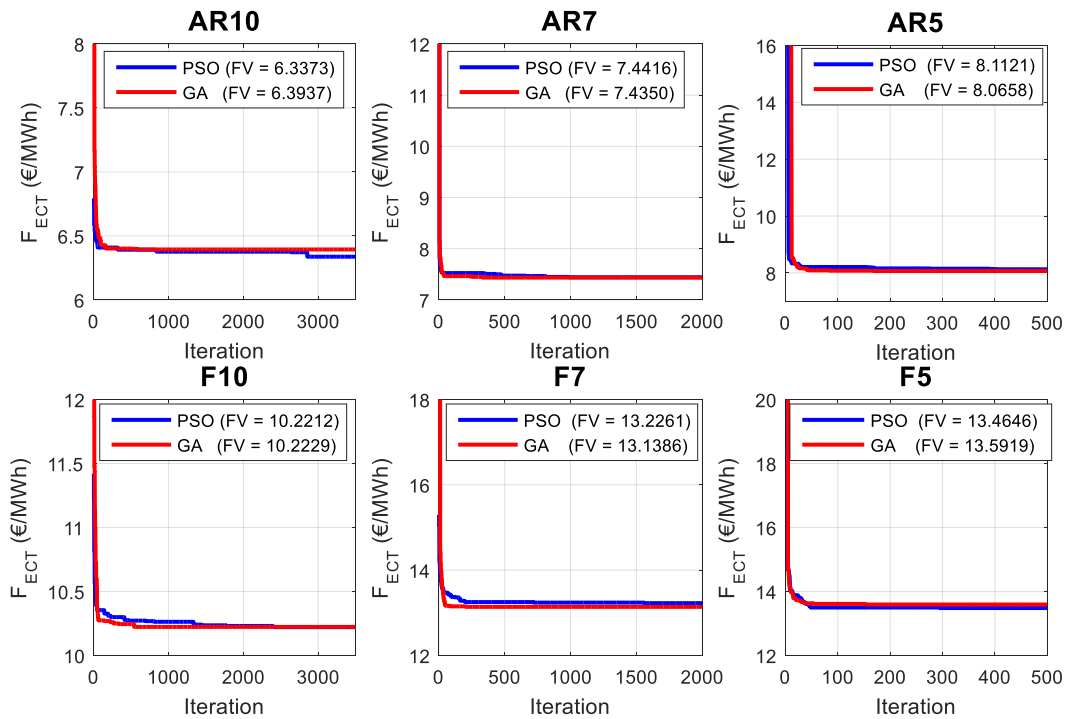 AR10
8
7.5
7
6.5
6
F_ECT (€/MWh)
PSO (FV = 6.3373)
GA (FV = 6.3937)
0 1000 2000 3000
Iteration
AR7
12
11
10
9
8
7
F_ECT (€/MWh)
PSO (FV = 7.4416)
GA (FV = 7.4350)
0 500 1000 1500 2000
Iteration
AR5
16
14
12
10
8
F_ECT (€/MWh)
PSO (FV = 8.1121)
GA (FV = 8.0658)
0 100 200 300 400 500
Iteration
F10
12
11.5
11
10.5
10
F_ECT (€/MWh)
PSO (FV = 10.2212)
GA (FV = 10.2229)
0 1000 2000 3000
Iteration
F7
18
16
14
12
F_ECT (€/MWh)
PSO (FV = 13.2261)
GA (FV = 13.1386)
0 500 1000 1500 2000
Iteration
F5
20
18
16
14
12
F_ECT (€/MWh)
PSO (FV = 13.4646)
GA (FV = 13.5919)
0 100 200 300 400 500
Iteration